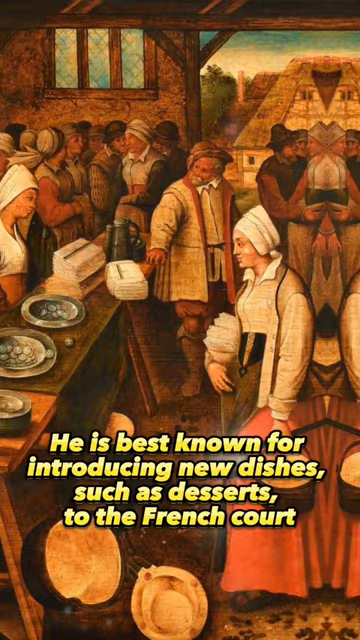 He is best known for
introducing new dishes,
such as desserts,
to the French court